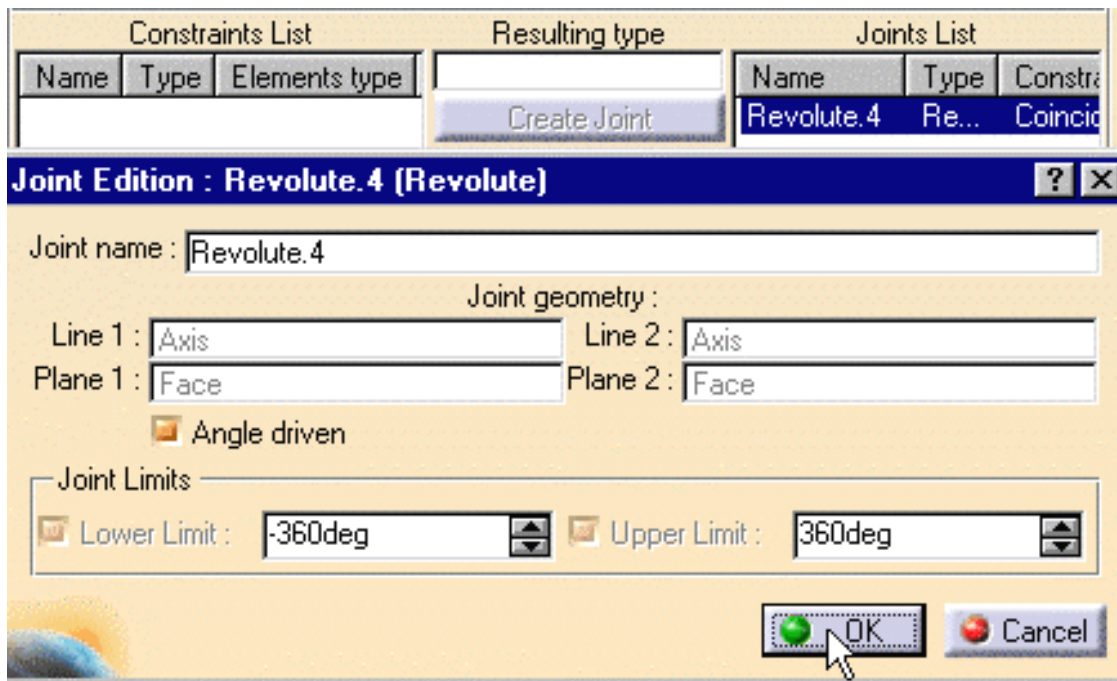 Constraints List Resulting type Joints List
Name Type Elements type Name Type Constra
Create Joint Revolute.4 Re... Coincid
Joint Edition : Revolute.4 (Revolute) ?
Joint name : Revolute.4
Joint geometry :
Line 1 : Axis Line 2 : Axis
Plane 1 : Face Plane 2 : Face
Angle driven
Joint Limits
Lower Limit : -360deg Upper Limit : 360deg
OK Cancel